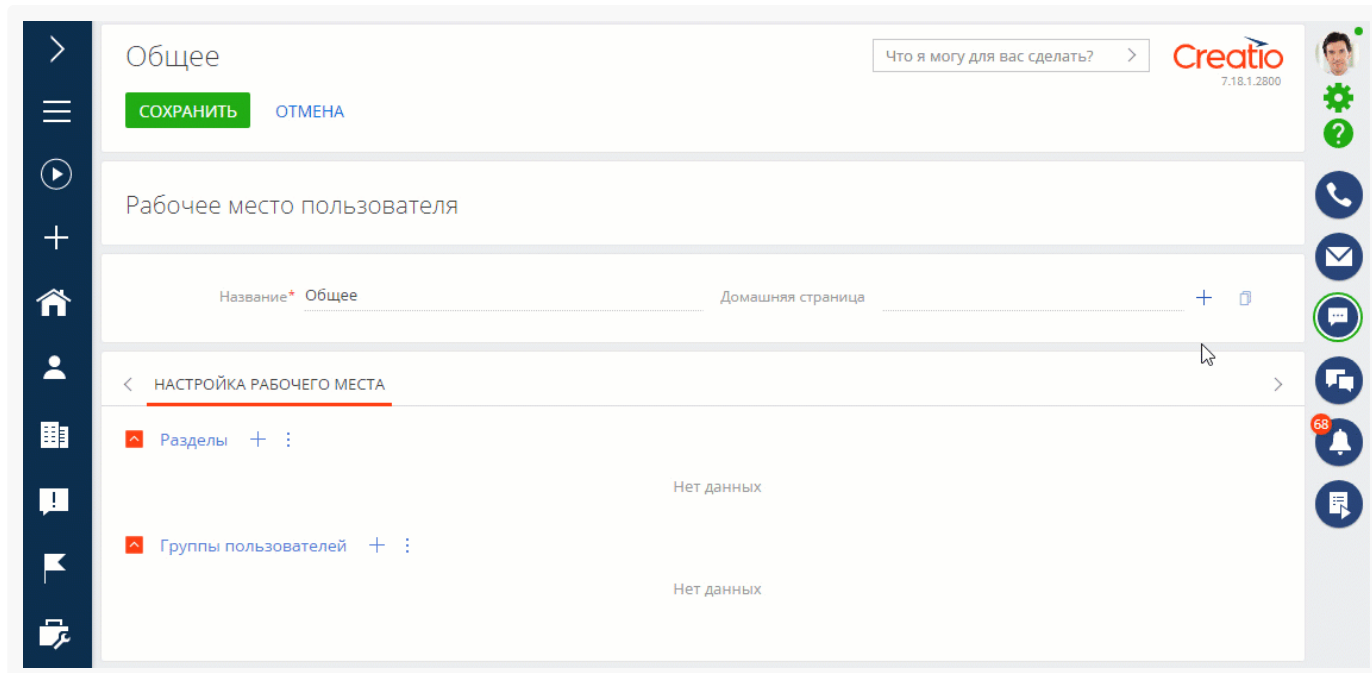 Общее
Что я могу для вас сделать?
Creatio
7.18.1.2800
СОХРАНИТЬ ОТМЕНА
Рабочее место пользователя
Название* Общее Домашняя страница
НАСТРОЙКА РАБОЧЕГО МЕСТА
Разделы
Нет данных
68
Группы пользователей
Нет данных